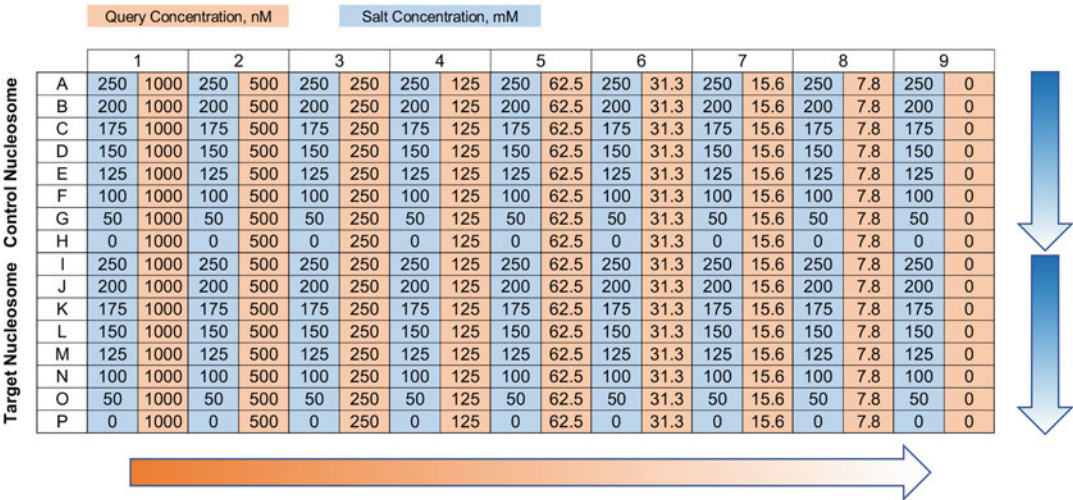 Query Concentration, nM Salt Concentration, mM
1 2 3 4 5 6 7 8 9
Control Nucleosome
A 250 1000 250 500 250 250 250 125 250 62.5 250 31.3 250 15.6 250 7.8 250 0
B 200 1000 200 500 200 250 200 125 200 62.5 200 31.3 200 15.6 200 7.8 200 0
C 175 1000 175 500 175 250 175 125 175 62.5 175 31.3 175 15.6 175 7.8 175 0
D 150 1000 150 500 150 250 150 125 150 62.5 150 31.3 150 15.6 150 7.8 150 0
E 125 1000 125 500 125 250 125 125 125 62.5 125 31.3 125 15.6 125 7.8 125 0
F 100 1000 100 500 100 250 100 125 100 62.5 100 31.3 100 15.6 100 7.8 100 0
G 50 1000 50 500 50 250 50 125 50 62.5 50 31.3 50 15.6 50 7.8 50 0
H 0 1000 0 500 0 250 0 125 0 62.5 0 31.3 0 15.6 0 7.8 0 0
Target Nucleosome
I 250 1000 250 500 250 250 250 125 250 62.5 250 31.3 250 15.6 250 7.8 250 0
J 200 1000 200 500 200 250 200 125 200 62.5 200 31.3 200 15.6 200 7.8 200 0
K 175 1000 175 500 175 250 175 125 175 62.5 175 31.3 175 15.6 175 7.8 175 0
L 150 1000 150 500 150 250 150 125 150 62.5 150 31.3 150 15.6 150 7.8 150 0
M 125 1000 125 500 125 250 125 125 125 62.5 125 31.3 125 15.6 125 7.8 125 0
N 100 1000 100 500 100 250 100 125 100 62.5 100 31.3 100 15.6 100 7.8 100 0
O 50 1000 50 500 50 250 50 125 50 62.5 50 31.3 50 15.6 50 7.8 50 0
P 0 1000 0 500 0 250 0 125 0 62.5 0 31.3 0 15.6 0 7.8 0 0